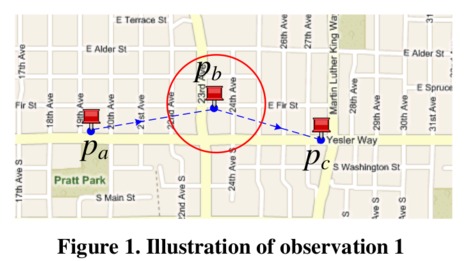 E Terrace St
E Alder St
E Alder St
26th Ave
27th Ave
Martin Luther King Way
17th Ave
p_b
E Spruce
Fir St
18th Ave
19th Ave
20th Ave
21st Ave
22nd Ave
23rd Ave
24th Ave
E Fir St
29th Ave
30th Ave
31st Ave
p_a
p_c
Yesler Way
17th Ave S
Pratt Park
S Main St
22nd Ave S
24th Ave S
S Washington St
Ave S
Ave S
Figure 1. Illustration of observation 1